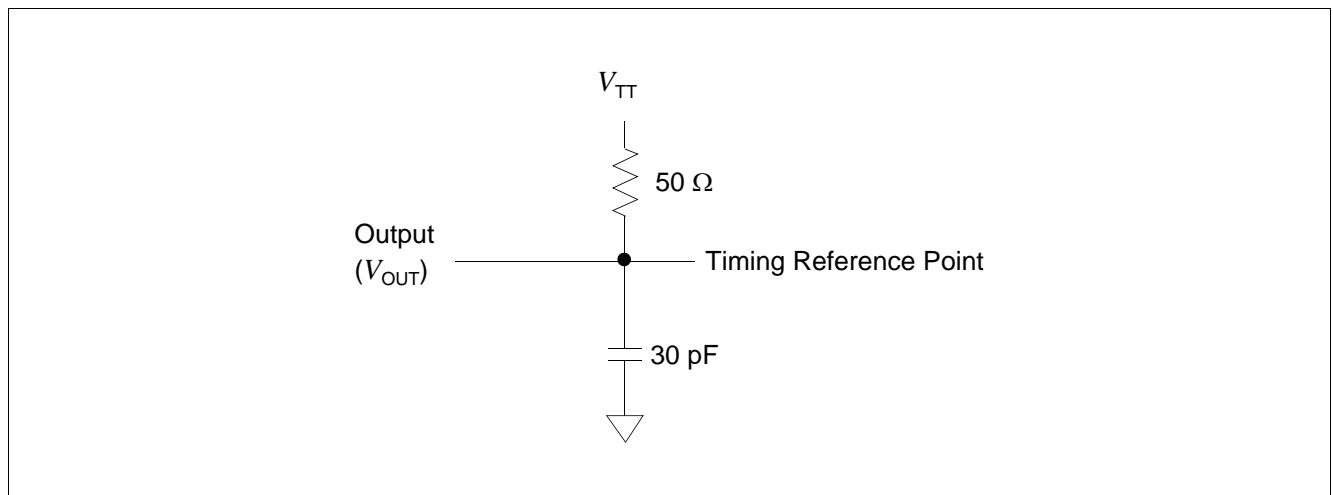 V_TT
50 Ω
Output
(V_OUT)
Timing Reference Point
30 pF